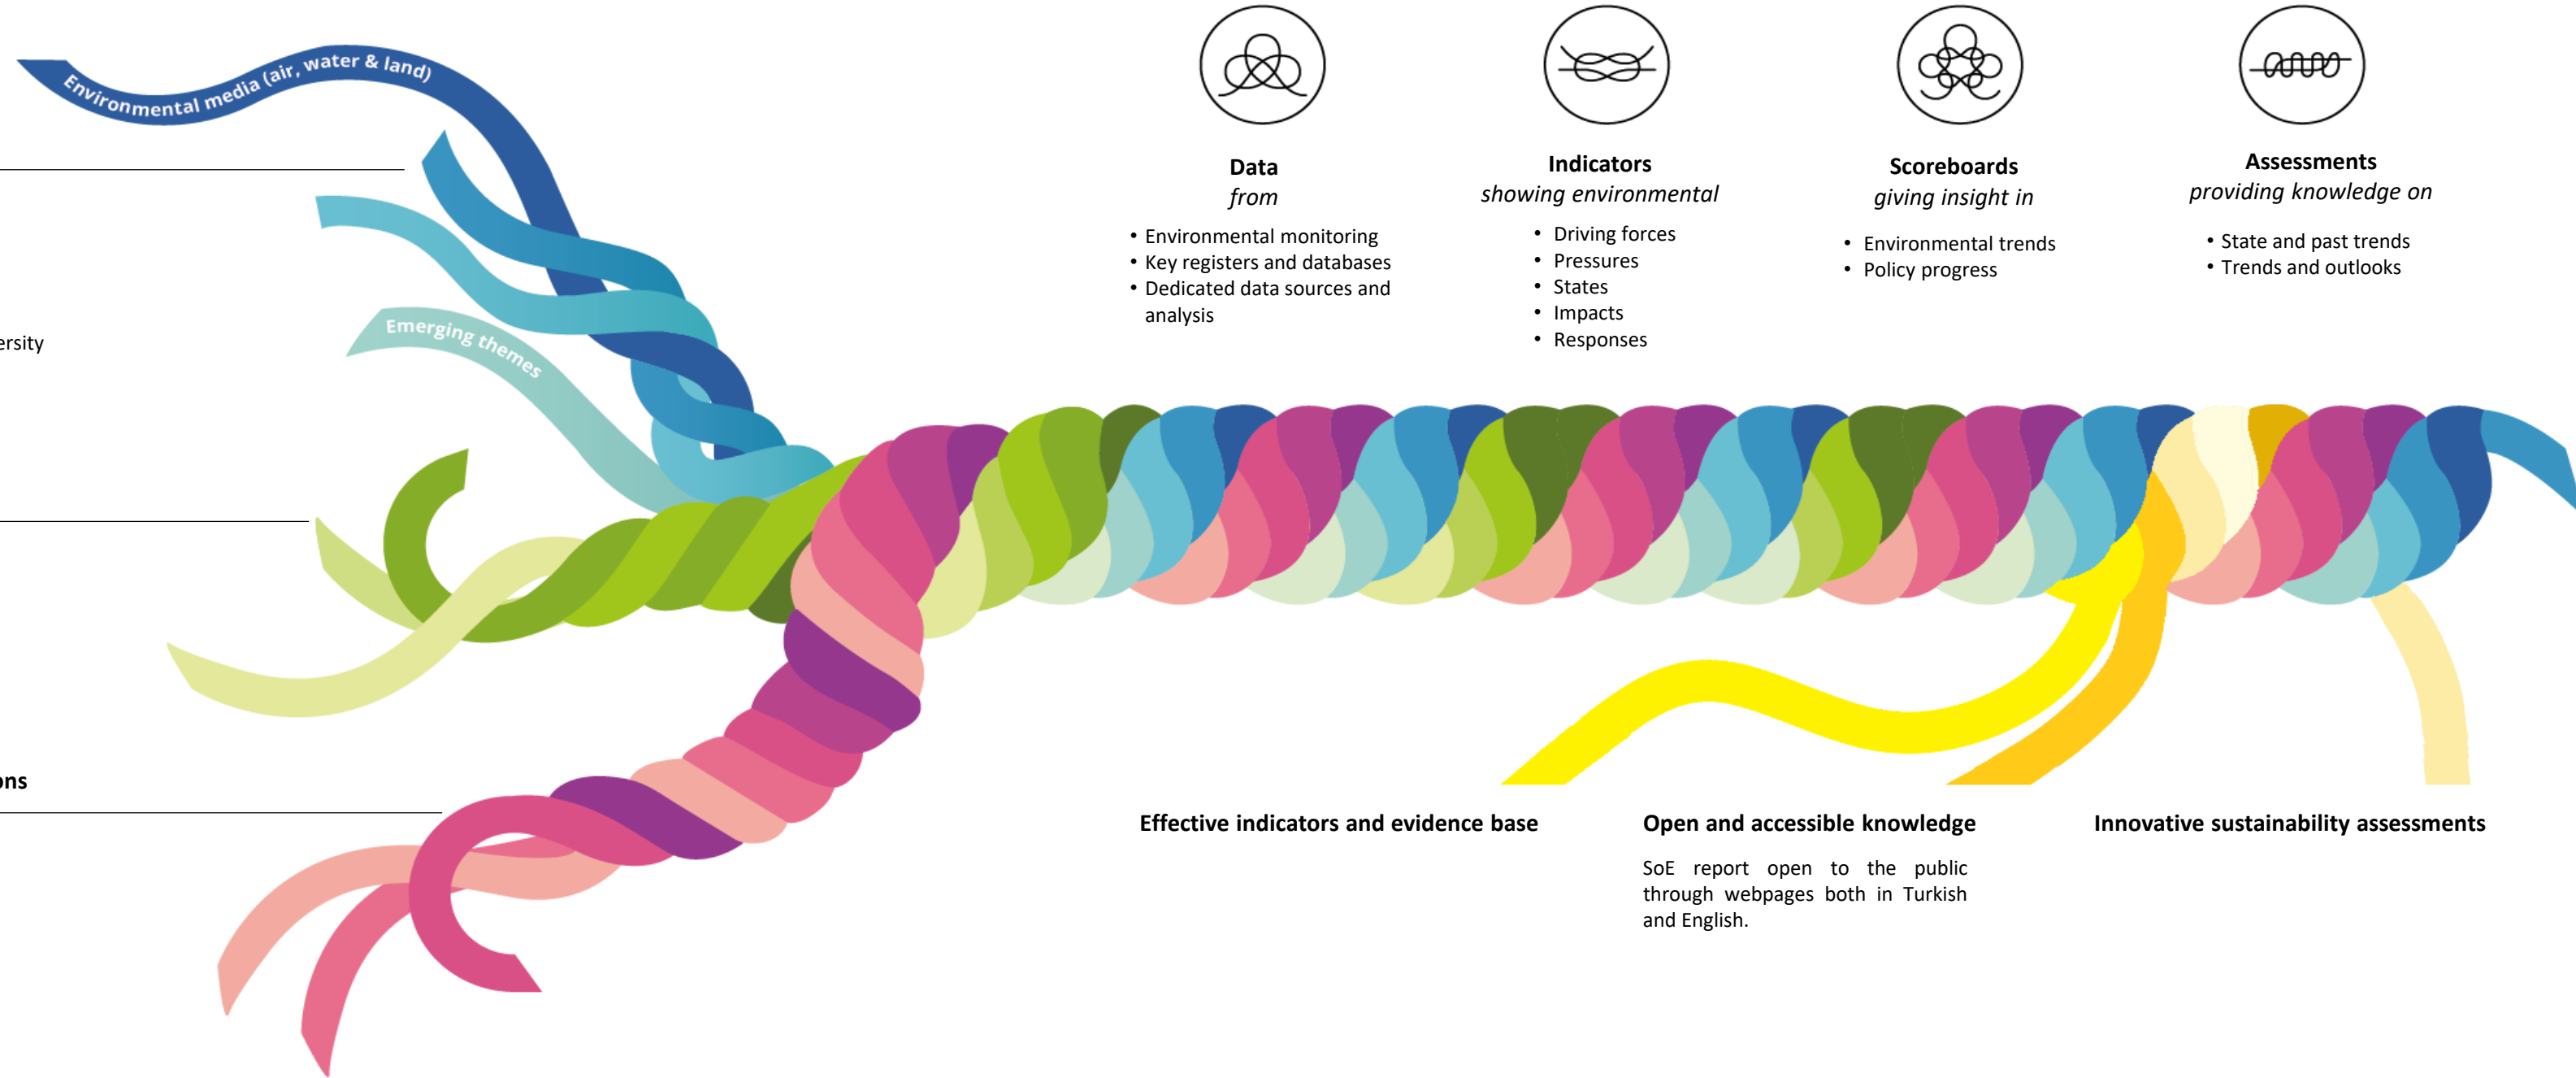 Environmental media (air, water & land)
Emerging themes
ersity
ons
Data
from
• Environmental monitoring
• Key registers and databases
• Dedicated data sources and
analysis
Indicators
showing environmental
• Driving forces
• Pressures
• States
• Impacts
• Responses
Scoreboards
giving insight in
• Environmental trends
• Policy progress
Assessments
providing knowledge on
• State and past trends
• Trends and outlooks
Effective indicators and evidence base
Open and accessible knowledge
SoE report open to the public
through webpages both in Turkish
and English.
Innovative sustainability assessments